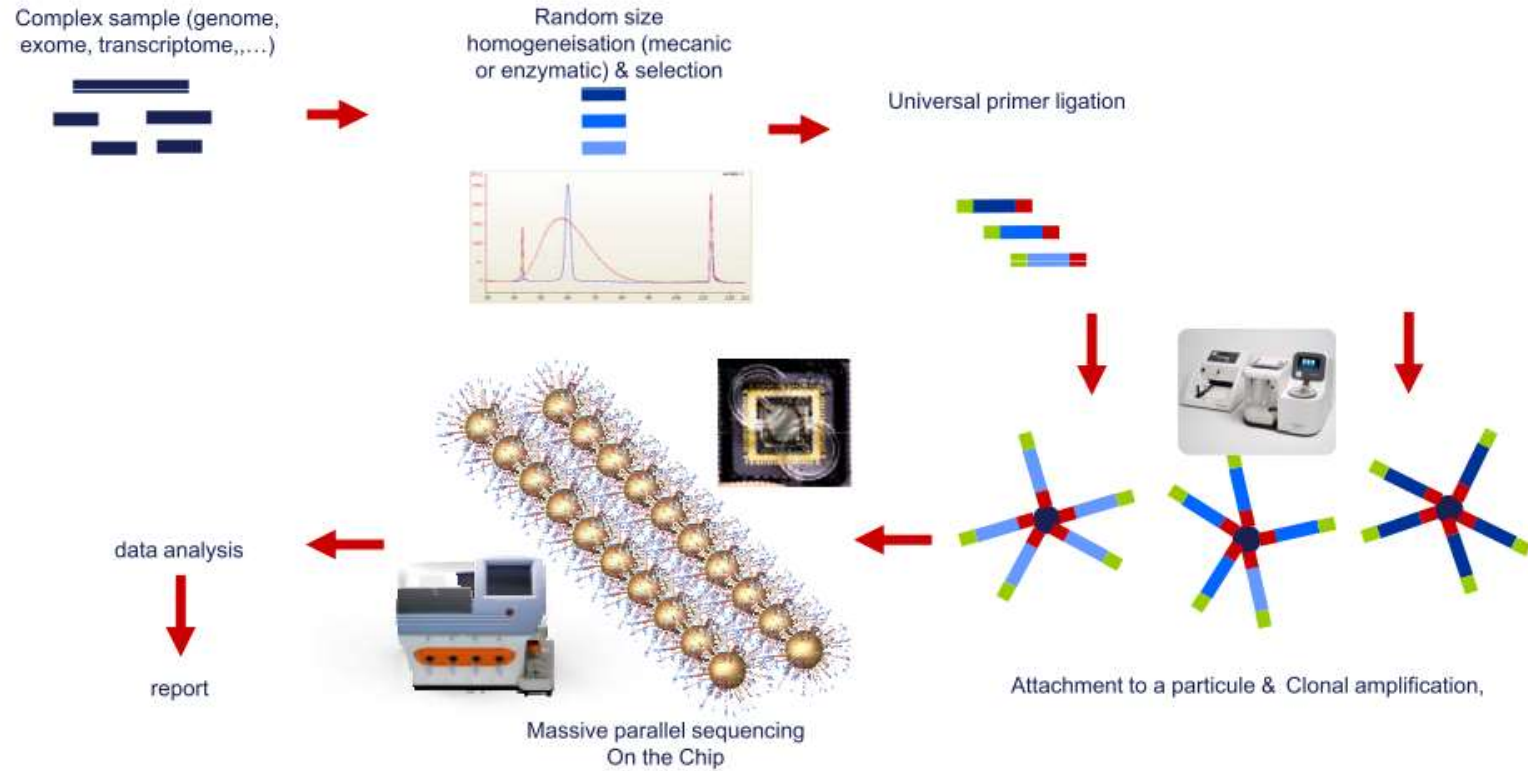 Complex sample (genome,
exome, transcriptome,,…)
Random size
homogeneisation (mecanic
or enzymatic) & selection
Universal primer ligation
Attachment to a particule & Clonal amplification,
Massive parallel sequencing
On the Chip
data analysis
report